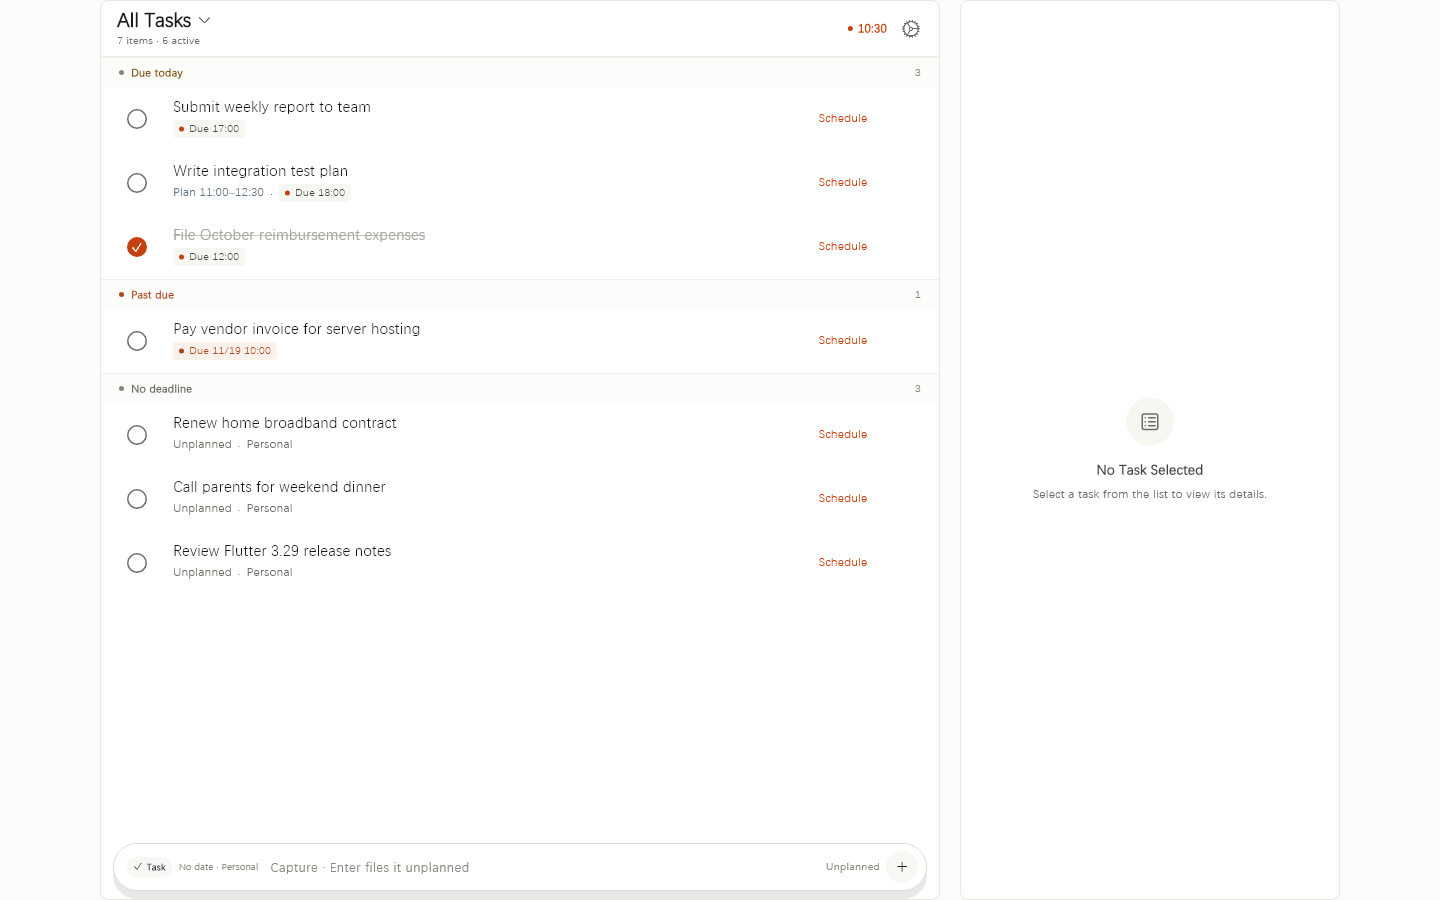 All Tasks
7 items · 6 active
10:30
Due today
3
Submit weekly report to team
Due 17:00
Schedule
Write integration test plan
Plan 11:00–12:30 · Due 18:00
Schedule
File October reimbursement expenses
Due 12:00
Schedule
Past due
1
Pay vendor invoice for server hosting
Due 11/19 10:00
Schedule
No deadline
3
Renew home broadband contract
Unplanned · Personal
Schedule
Call parents for weekend dinner
Unplanned · Personal
Schedule
Review Flutter 3.29 release notes
Unplanned · Personal
Schedule
Task No date · Personal Capture · Enter files it unplanned Unplanned
No Task Selected
Select a task from the list to view its details.